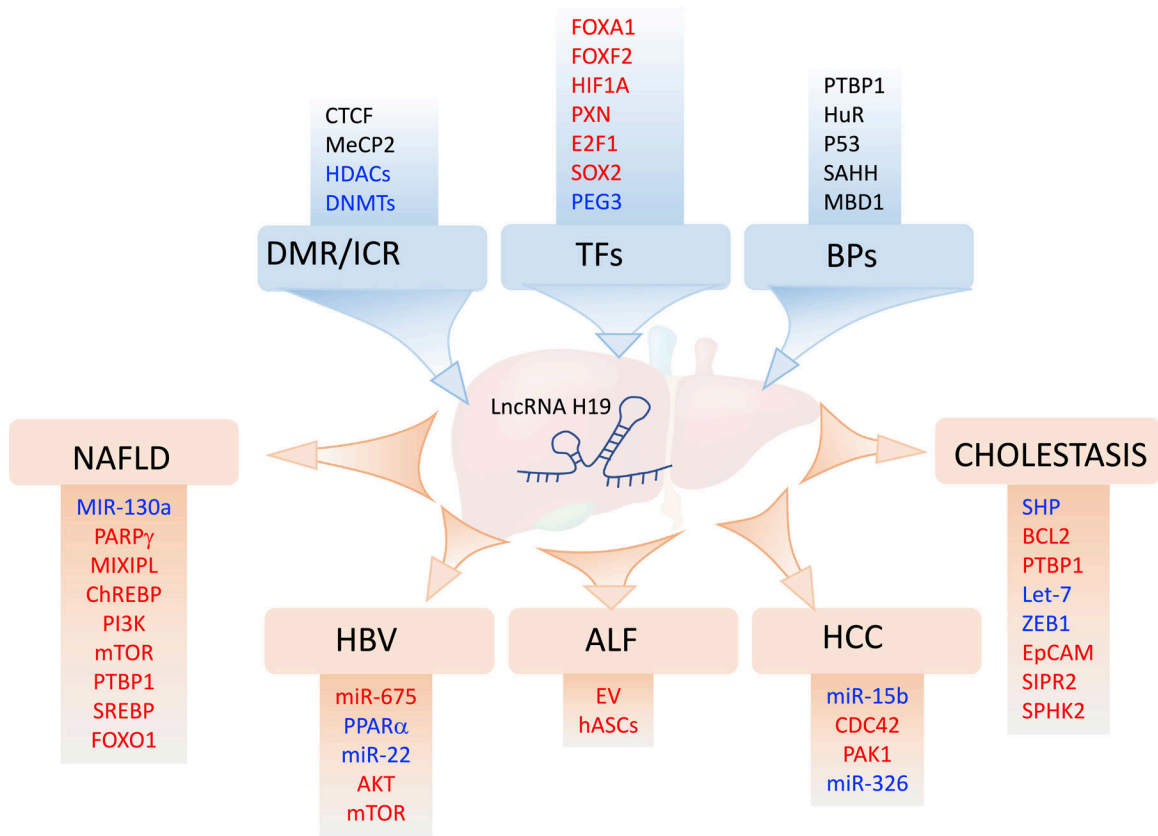 CTCF
MeCP2
HDACs
DNMTs
DMR/ICR
FOXA1
FOXF2
HIF1A
PXN
E2F1
SOX2
PEG3
TFs
PTBP1
HuR
P53
SAHH
MBD1
BPs
LncRNA H19
NAFLD
MIR-130a
PARPγ
MIXIPL
ChREBP
PI3K
mTOR
PTBP1
SREBP
FOXO1
HBV
miR-675
PPARα
miR-22
AKT
mTOR
ALF
EV
hASCs
HCC
miR-15b
CDC42
PAK1
miR-326
CHOLESTASIS
SHP
BCL2
PTBP1
Let-7
ZEB1
EpCAM
SIPR2
SPHK2